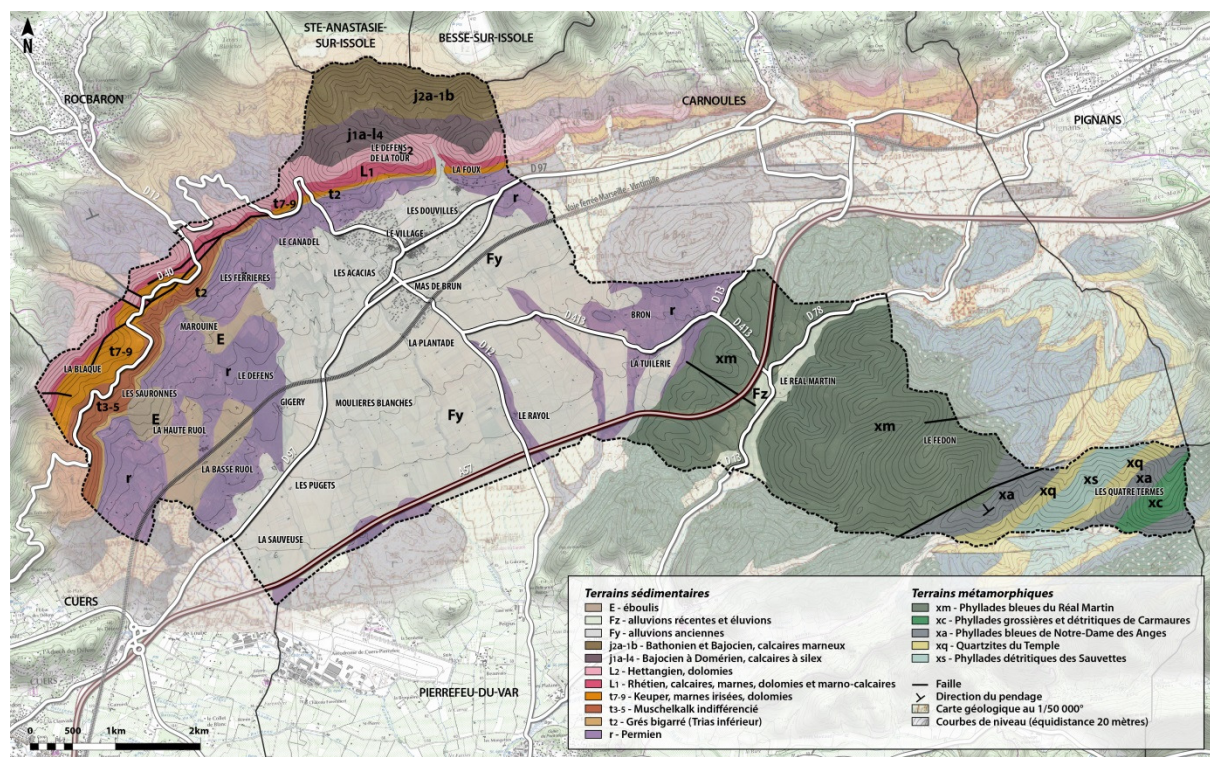 N
STE-ANASTASIE-
SUR-ISSOLE
BESSE-SUR-ISSOLE
ROCBARON
j2a-1b
CARNOULES
PIGNANS
j1a-l4
LE DÉFENS
DE LA TOUR
2
L1
LA FOUX
D 97
D 12
t7-9
t2
r
Voie ferrée Marseille - Vintimille
LES DOUVILLES
LE VILLAGE
LE CANADEL
Fy
D 40
LES FERRIERES
LES ACACIAS
MAS DE BRUN
t2
D 13
MAROUINE
E
BRON
r
D 413
D 78
LA PLANTADE
D 12
D 413
t7-9
LA BLAQUE
xm
LA TUILERIE
r
LE DEFENS
LES SAURONNES
GIGERY
MOULIERES BLANCHES
Fz
LE REAL MARTIN
t3-5
E
Fy
LE RAYOL
xm
LA HAUTE RUOL
LE FEDON
D 13
r
LA BASSE RUOL
A 57
xq
xs
xa
LES PUGETS
xa
xq
LES QUATRE TERMES
xc
LA SAUVEUSE
CUERS
PIERREFEU-DU-VAR
0 500 1km 2km
Terrains sédimentaires
E - éboulis
Fz - alluvions récentes et éluvions
Fy - alluvions anciennes
j2a-1b - Bathonien et Bajocien, calcaires marneux
j1a-l4 - Bajocien à Domérien, calcaires à silex
L2 - Hettangien, dolomies
L1 - Rhétien, calcaires, marnes, dolomies et marno-calcaires
t7-9 - Keuper, marnes irisées, dolomies
t3-5 - Muschelkalk indifférencié
t2 - Grés bigarré (Trias inférieur)
r - Permien
Terrains métamorphiques
xm - Phyllades bleues du Réal Martin
xc - Phyllades grossières et détritiques de Carmaures
xa - Phyllades bleues de Notre-Dame des Anges
xq - Quartzites du Temple
xs - Phyllades détritiques des Sauvettes
Faille
Direction du pendage
Carte géologique au 1/50 000°
Courbes de niveau (équidistance 20 mètres)